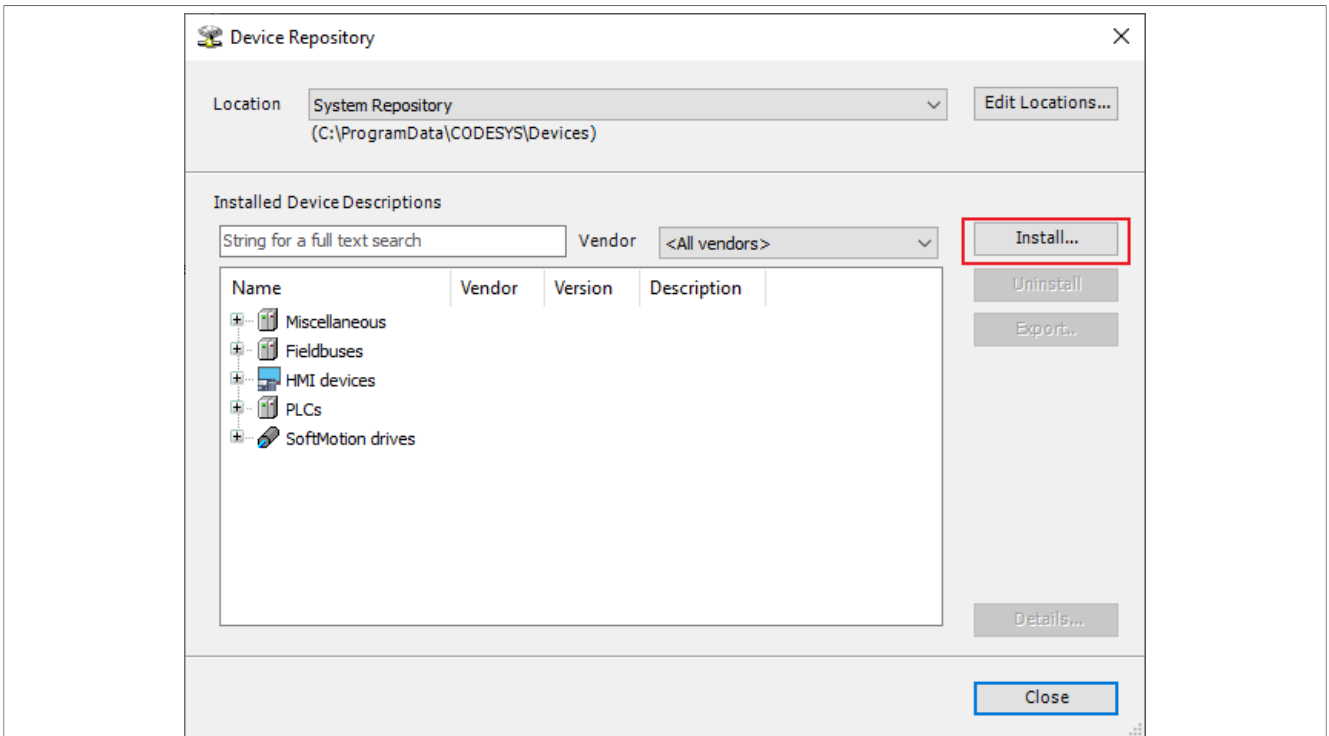 Device Repository
Location System Repository Edit Locations...
(C:\ProgramData\CODESYS\Devices)
Installed Device Descriptions
String for a full text search Vendor <All vendors> Install...
Name Vendor Version Description Uninstall
Miscellaneous Export...
Fieldbuses
HMI devices
PLCs
SoftMotion drives
Details...
Close